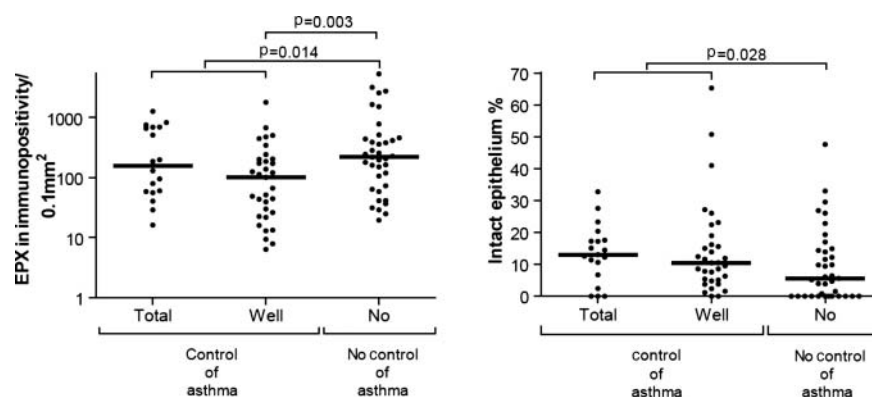 p=0.003
p=0.014
EPX in immunopositivity/
0.1mm²
1000
100
10
1
Total Well No
Control
of
asthma
No control
of
asthma
p=0.028
Intact epithelium %
70
60
50
40
30
20
10
0
Total Well No
control
of
asthma
No control
of
asthma